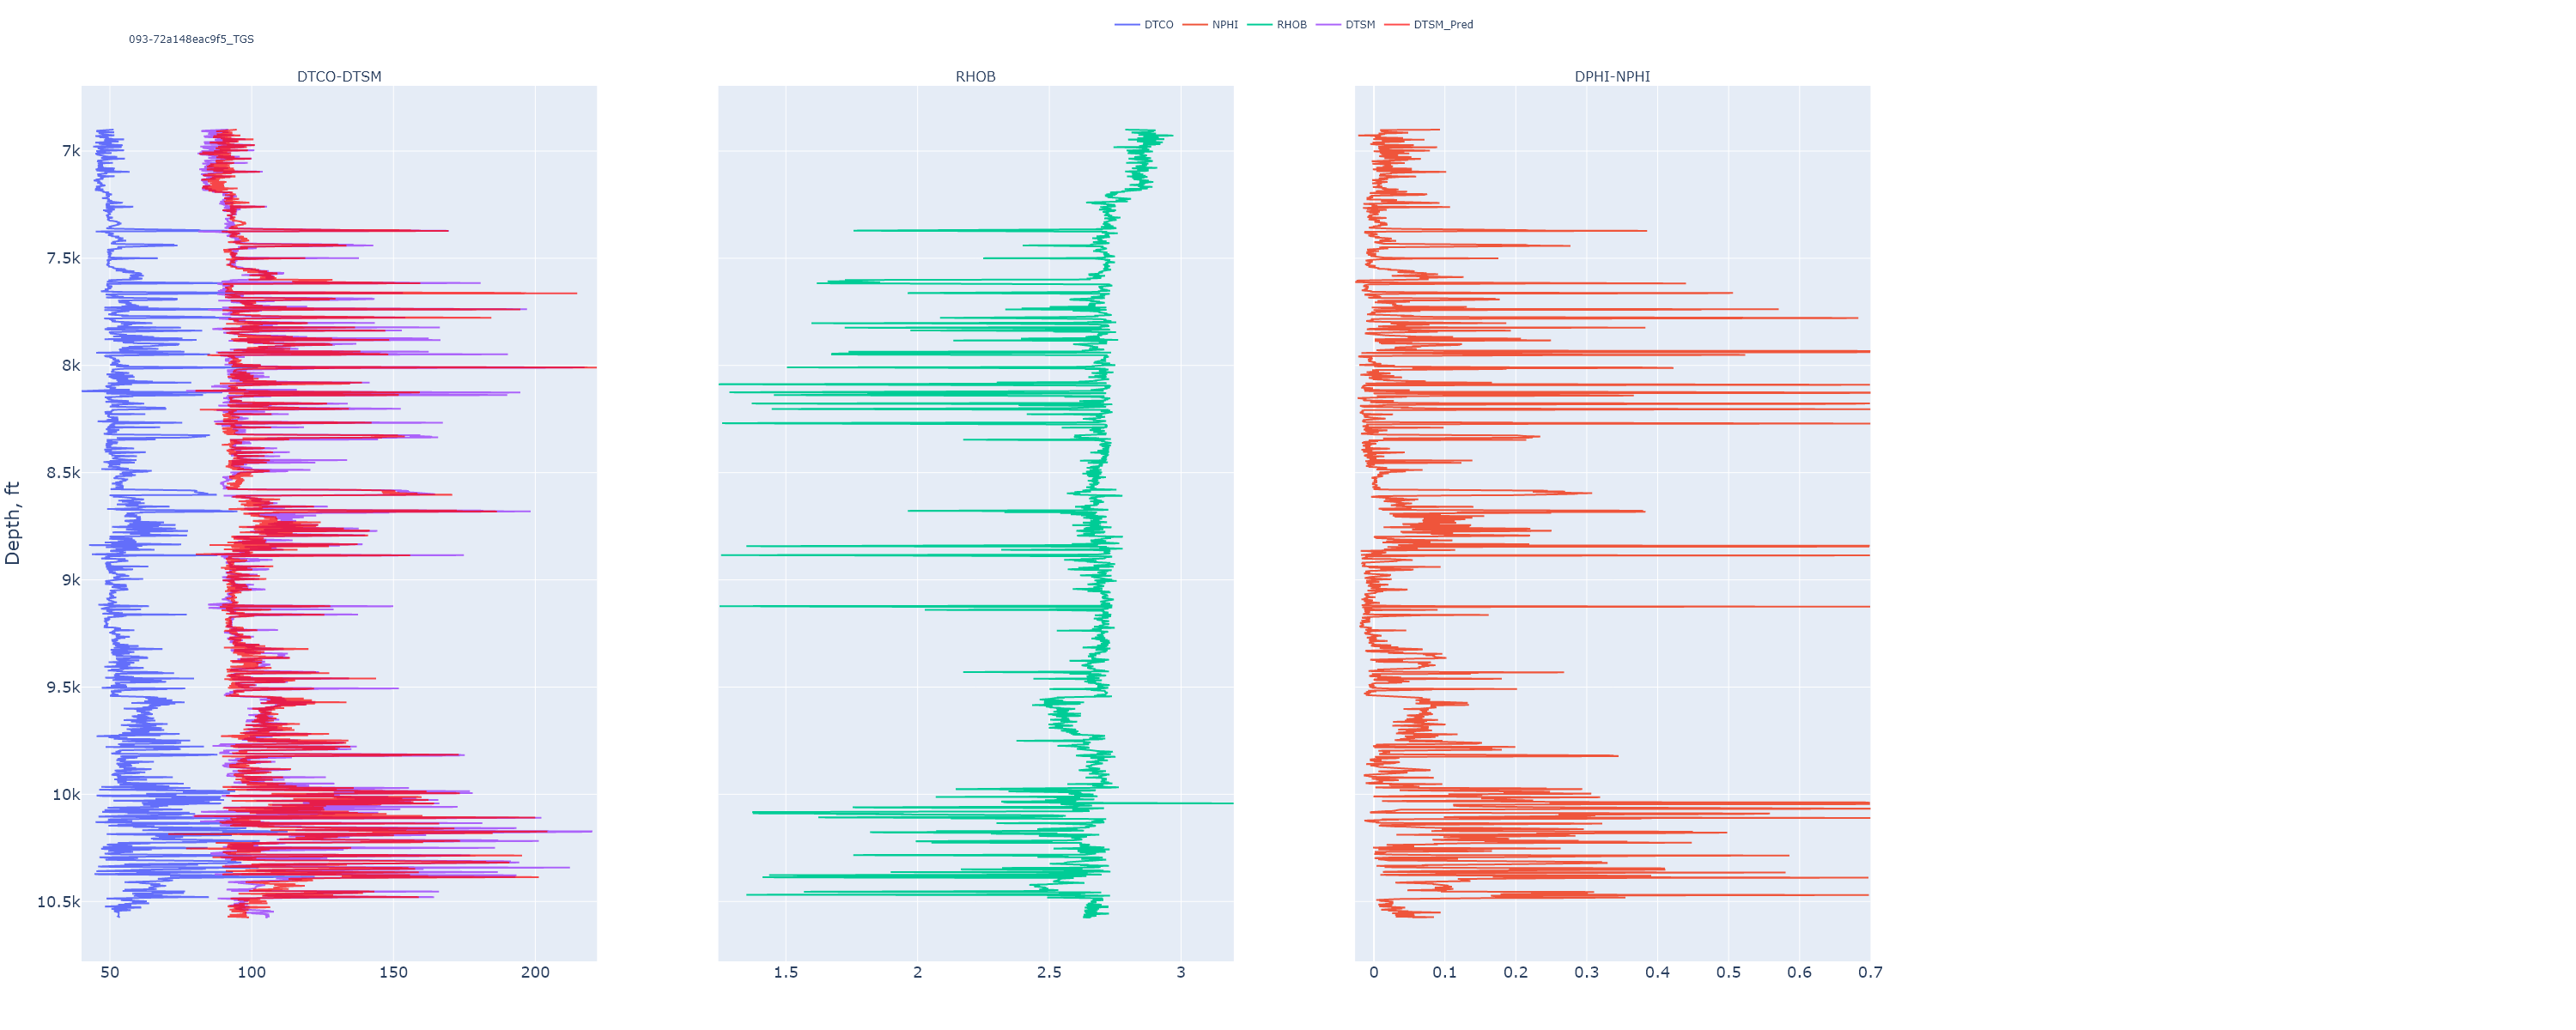 DTCO NPHI RHOB DTSM DTSM_Pred
093-72a148eac9f5_TGS
DTCO-DTSM RHOB DPHI-NPHI
7k
7.5k
8k
8.5k
9k
9.5k
10k
10.5k
Depth, ft
50 100 150 200 1.5 2 2.5 3 0 0.1 0.2 0.3 0.4 0.5 0.6 0.7